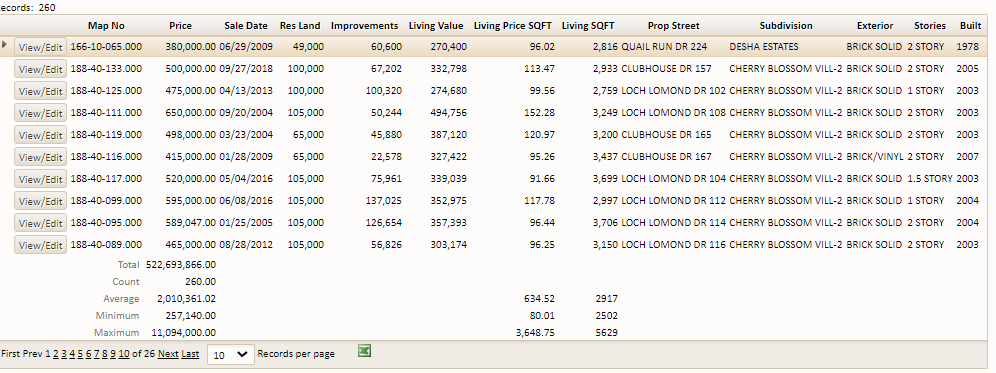 ecords: 260
Map No Price Sale Date Res Land Improvements Living Value Living Price SQFT Living SQFT Prop Street Subdivision Exterior Stories Built
View/Edit 166-10-065.000 380,000.00 06/29/2009 49,000 60,600 270,400 96.02 2,816 QUAIL RUN DR 224 DESHA ESTATES BRICK SOLID 2 STORY 1978
View/Edit 188-40-133.000 500,000.00 09/27/2018 100,000 67,202 332,798 113.47 2,933 CLUBHOUSE DR 157 CHERRY BLOSSOM VILL-2 BRICK SOLID 2 STORY 2005
View/Edit 188-40-125.000 475,000.00 04/13/2013 100,000 100,320 274,680 99.56 2,759 LOCH LOMOND DR 102 CHERRY BLOSSOM VILL-2 BRICK SOLID 1 STORY 2003
View/Edit 188-40-111.000 650,000.00 09/20/2004 105,000 50,244 494,756 152.28 3,249 LOCH LOMOND DR 108 CHERRY BLOSSOM VILL-2 BRICK SOLID 2 STORY 2003
View/Edit 188-40-119.000 498,000.00 03/23/2004 65,000 45,880 387,120 120.97 3,200 CLUBHOUSE DR 165 CHERRY BLOSSOM VILL-2 BRICK SOLID 2 STORY 2003
View/Edit 188-40-116.000 415,000.00 01/28/2009 65,000 22,578 327,422 95.26 3,437 CLUBHOUSE DR 167 CHERRY BLOSSOM VILL-2 BRICK/VINYL 2 STORY 2007
View/Edit 188-40-117.000 520,000.00 05/04/2016 105,000 75,961 339,039 91.66 3,699 LOCH LOMOND DR 104 CHERRY BLOSSOM VILL-2 BRICK SOLID 1.5 STORY 2003
View/Edit 188-40-099.000 595,000.00 06/08/2016 105,000 137,025 352,975 117.78 2,997 LOCH LOMOND DR 112 CHERRY BLOSSOM VILL-2 BRICK SOLID 1 STORY 2004
View/Edit 188-40-095.000 589,047.00 01/25/2005 105,000 126,654 357,393 96.44 3,706 LOCH LOMOND DR 114 CHERRY BLOSSOM VILL-2 BRICK SOLID 2 STORY 2004
View/Edit 188-40-089.000 465,000.00 08/28/2012 105,000 56,826 303,174 96.25 3,150 LOCH LOMOND DR 116 CHERRY BLOSSOM VILL-2 BRICK SOLID 2 STORY 2003
Total 522,693,866.00
Count 260.00
Average 2,010,361.02 634.52 2917
Minimum 257,140.00 80.01 2502
Maximum 11,094,000.00 3,648.75 5629
First Prev 1 2 3 4 5 6 7 8 9 10 of 26 Next Last 10 Records per page